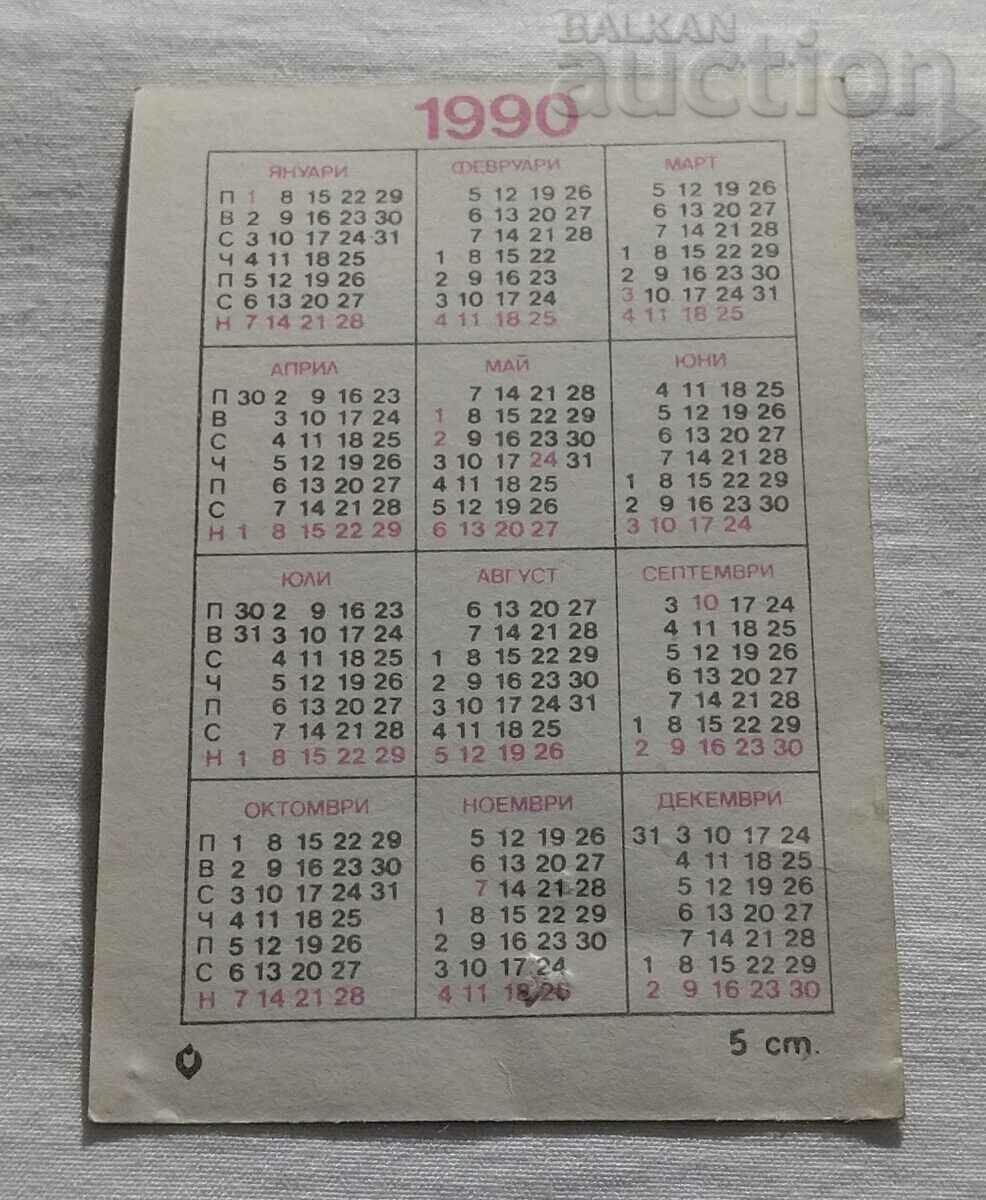 BALKAN
auction
1990
ЯНУАРИ ФЕВРУАРИ МАРТ
П 1 8 15 22 29 5 12 19 26 5 12 19 26
В 2 9 16 23 30 6 13 20 27 6 13 20 27
С 3 10 17 24 31 7 14 21 28 7 14 21 28
Ч 4 11 18 25 1 8 15 22 1 8 15 22 29
П 5 12 19 26 2 9 16 23 2 9 16 23 30
С 6 13 20 27 3 10 17 24 3 10 17 24 31
Н 7 14 21 28 4 11 18 25 4 11 18 25
АПРИЛ МАЙ ЮНИ
П 30 2 9 16 23 7 14 21 28 4 11 18 25
В 3 10 17 24 1 8 15 22 29 5 12 19 26
С 4 11 18 25 2 9 16 23 30 6 13 20 27
Ч 5 12 19 26 3 10 17 24 31 7 14 21 28
П 6 13 20 27 4 11 18 25 1 8 15 22 29
С 7 14 21 28 5 12 19 26 2 9 16 23 30
Н 1 8 15 22 29 6 13 20 27 3 10 17 24
ЮЛИ АВГУСТ СЕПТЕМВРИ
П 30 2 9 16 23 6 13 20 27 3 10 17 24
В 31 3 10 17 24 7 14 21 28 4 11 18 25
С 4 11 18 25 1 8 15 22 29 5 12 19 26
Ч 5 12 19 26 2 9 16 23 30 6 13 20 27
П 6 13 20 27 3 10 17 24 31 7 14 21 28
С 7 14 21 28 4 11 18 25 1 8 15 22 29
Н 1 8 15 22 29 5 12 19 26 2 9 16 23 30
ОКТОМВРИ НОЕМВРИ ДЕКЕМВРИ
П 1 8 15 22 29 5 12 19 26 31 3 10 17 24
В 2 9 16 23 30 6 13 20 27 4 11 18 25
С 3 10 17 24 31 7 14 21 28 5 12 19 26
Ч 4 11 18 25 1 8 15 22 29 6 13 20 27
П 5 12 19 26 2 9 16 23 30 7 14 21 28
С 6 13 20 27 3 10 17 24 1 8 15 22 29
Н 7 14 21 28 4 11 18 25 2 9 16 23 30
5 ст.